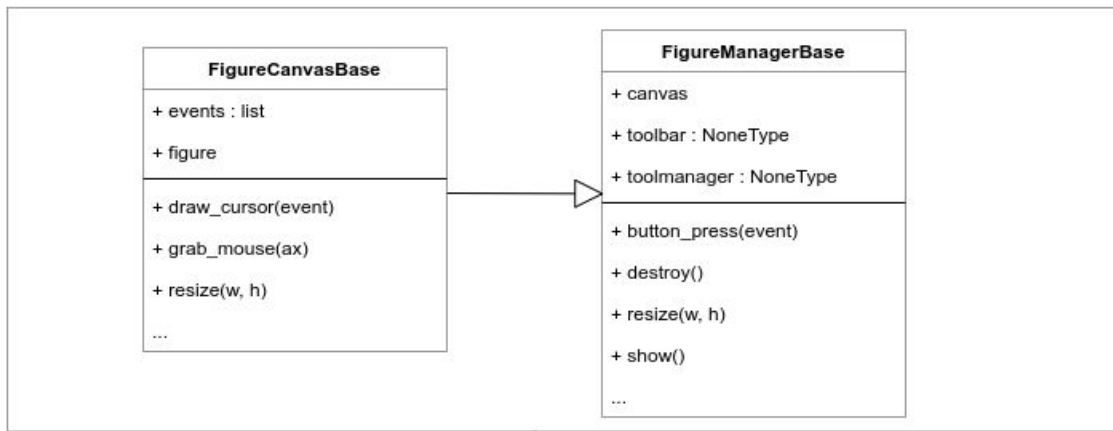 FigureCanvasBase
+ events : list
+ figure
+ draw_cursor(event)
+ grab_mouse(ax)
+ resize(w, h)
...
FigureManagerBase
+ canvas
+ toolbar : NoneType
+ toolmanager : NoneType
+ button_press(event)
+ destroy()
+ resize(w, h)
+ show()
...